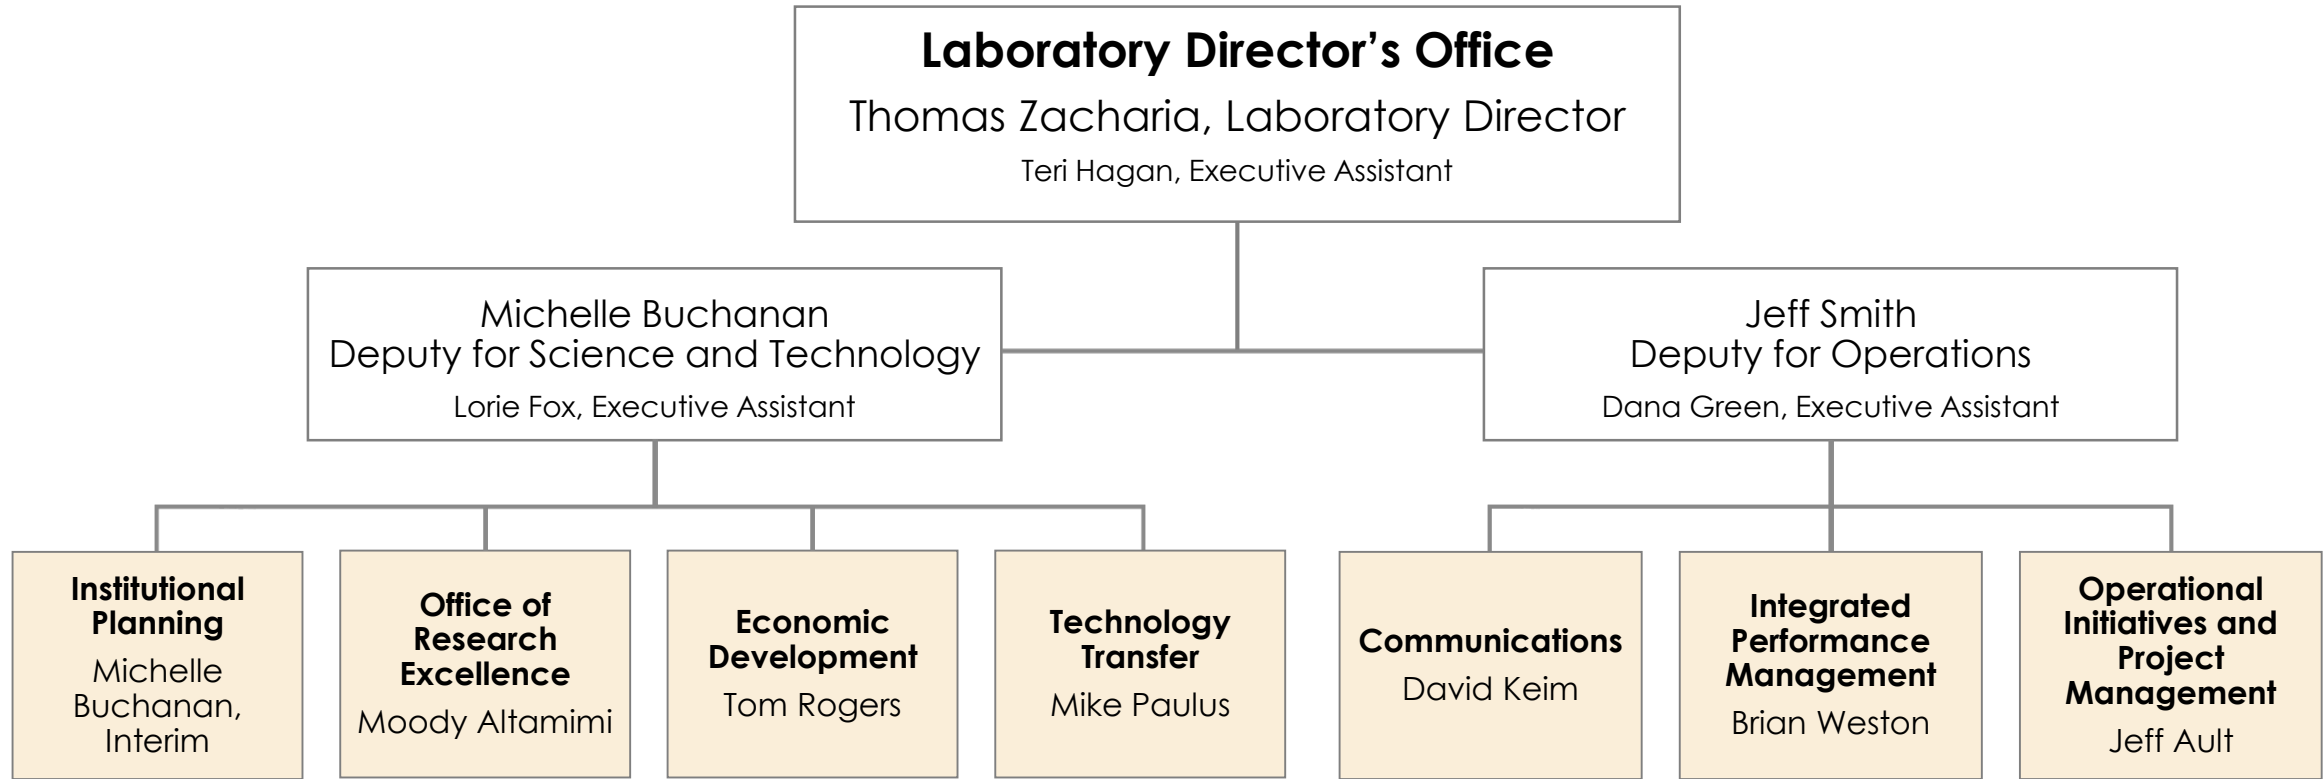 Laboratory Director’s Office
Thomas Zacharia, Laboratory Director
Teri Hagan, Executive Assistant
Michelle Buchanan
Deputy for Science and Technology
Lorie Fox, Executive Assistant
Jeff Smith
Deputy for Operations
Dana Green, Executive Assistant
Institutional
Planning
Michelle
Buchanan,
Interim
Office of
Research
Excellence
Moody Altamimi
Economic
Development
Tom Rogers
Technology
Transfer
Mike Paulus
Communications
David Keim
Integrated
Performance
Management
Brian Weston
Operational
Initiatives and
Project
Management
Jeff Ault